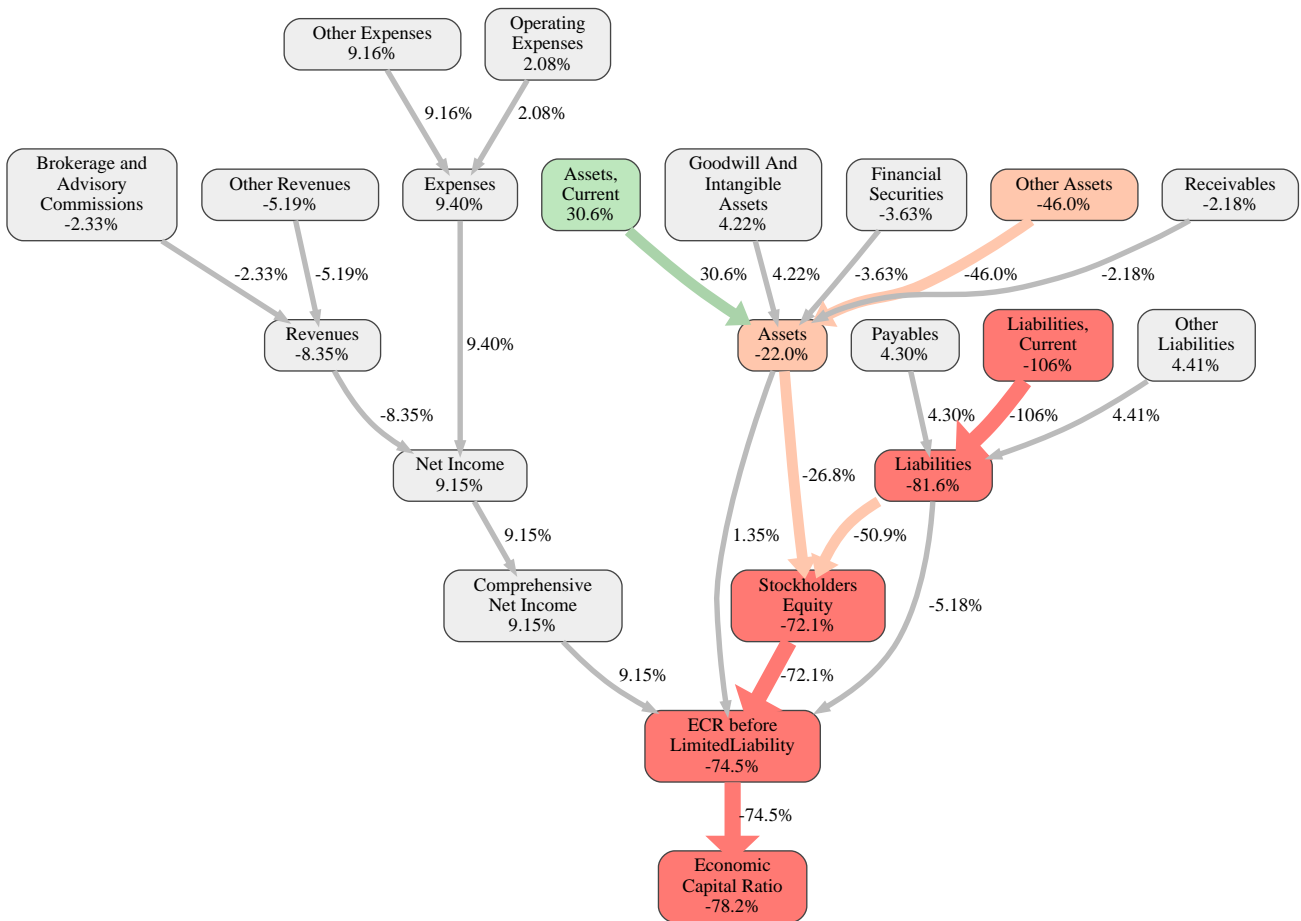 Other Expenses
9.16%
Operating
Expenses
2.08%
9.16%
2.08%
Brokerage and
Advisory
Commissions
-2.33%
Other Revenues
-5.19%
Expenses
9.40%
Assets,
Current
30.6%
Goodwill And
Intangible
Assets
4.22%
Financial
Securities
-3.63%
Other Assets
-46.0%
Receivables
-2.18%
-2.33%
-5.19%
30.6%
4.22%
-3.63%
-46.0%
-2.18%
Revenues
-8.35%
9.40%
Assets
-22.0%
Payables
4.30%
Liabilities,
Current
-106%
Other
Liabilities
4.41%
-8.35%
4.30%
-106%
4.41%
Net Income
9.15%
-26.8%
Liabilities
-81.6%
9.15%
1.35%
-50.9%
Comprehensive
Net Income
9.15%
Stockholders
Equity
-72.1%
-5.18%
9.15%
-72.1%
ECR before
LimitedLiability
-74.5%
-74.5%
Economic
Capital Ratio
-78.2%